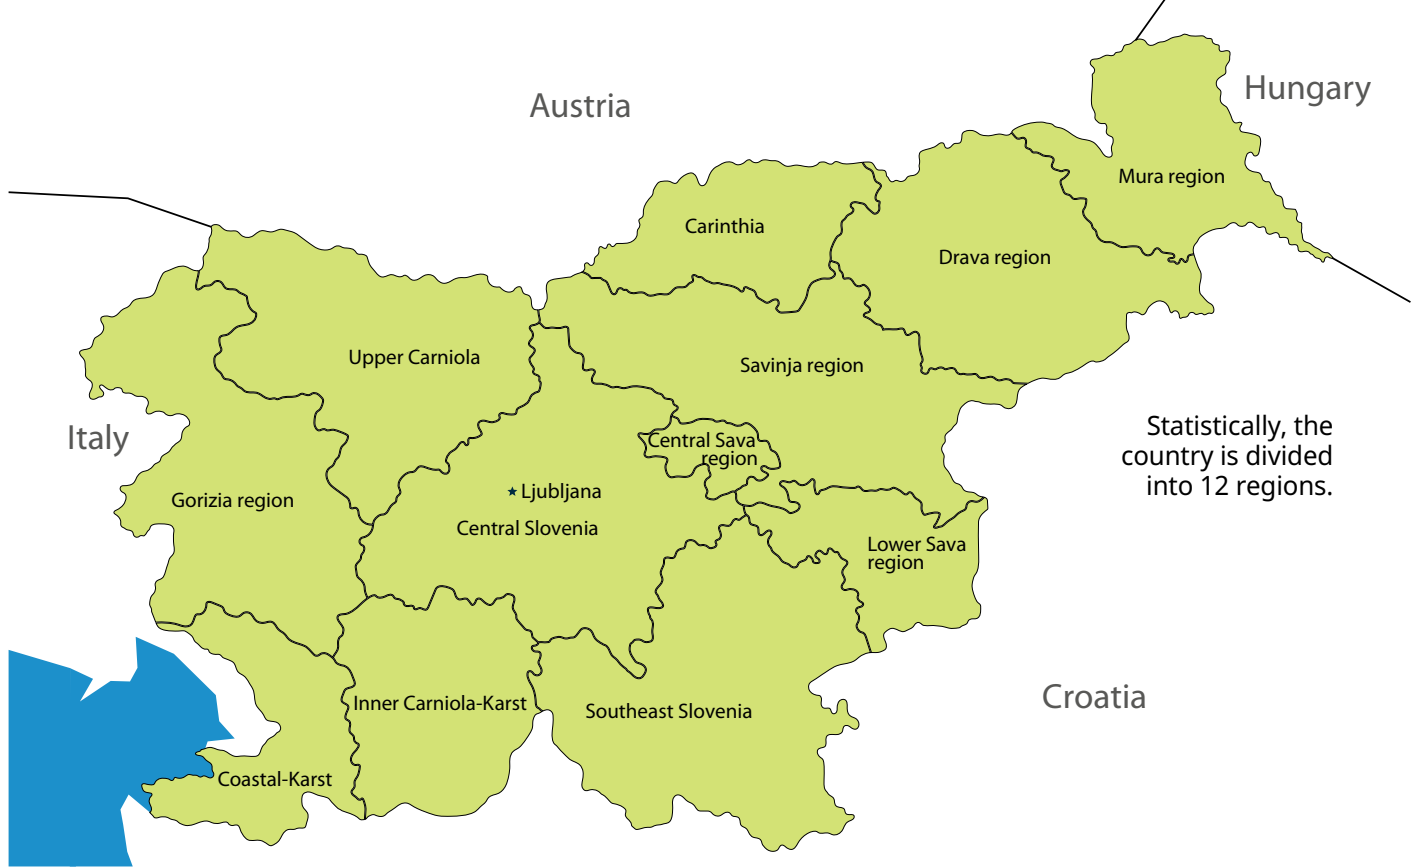 Austria
Hungary
Mura region
Carinthia
Drava region
Upper Carniola
Savinja region
Italy
Central Sava
region
Statistically, the
country is divided
into 12 regions.
Gorizia region
Ljubljana
Central Slovenia
Lower Sava
region
Croatia
Inner Carniola-Karst
Southeast Slovenia
Coastal-Karst